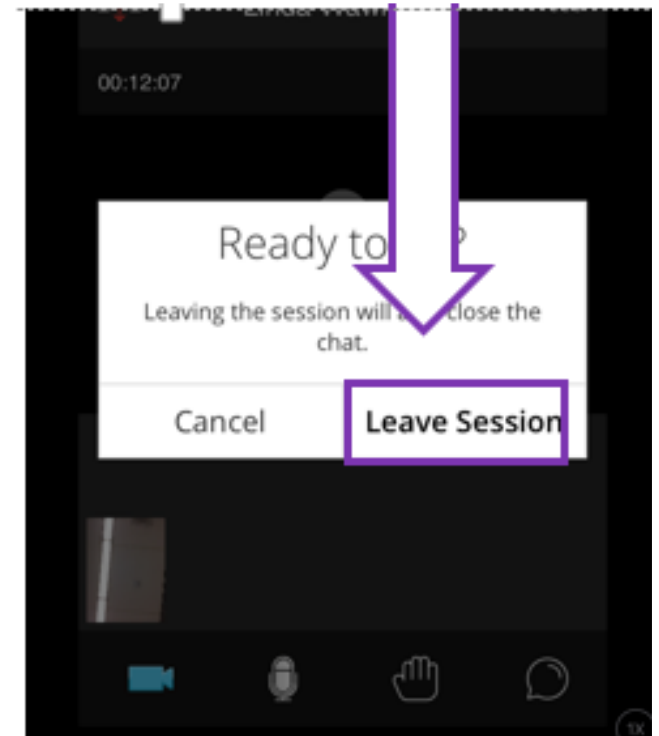 00:12:07
Ready to ?
Leaving the session will close the
chat.
Cancel
Leave Session
1X